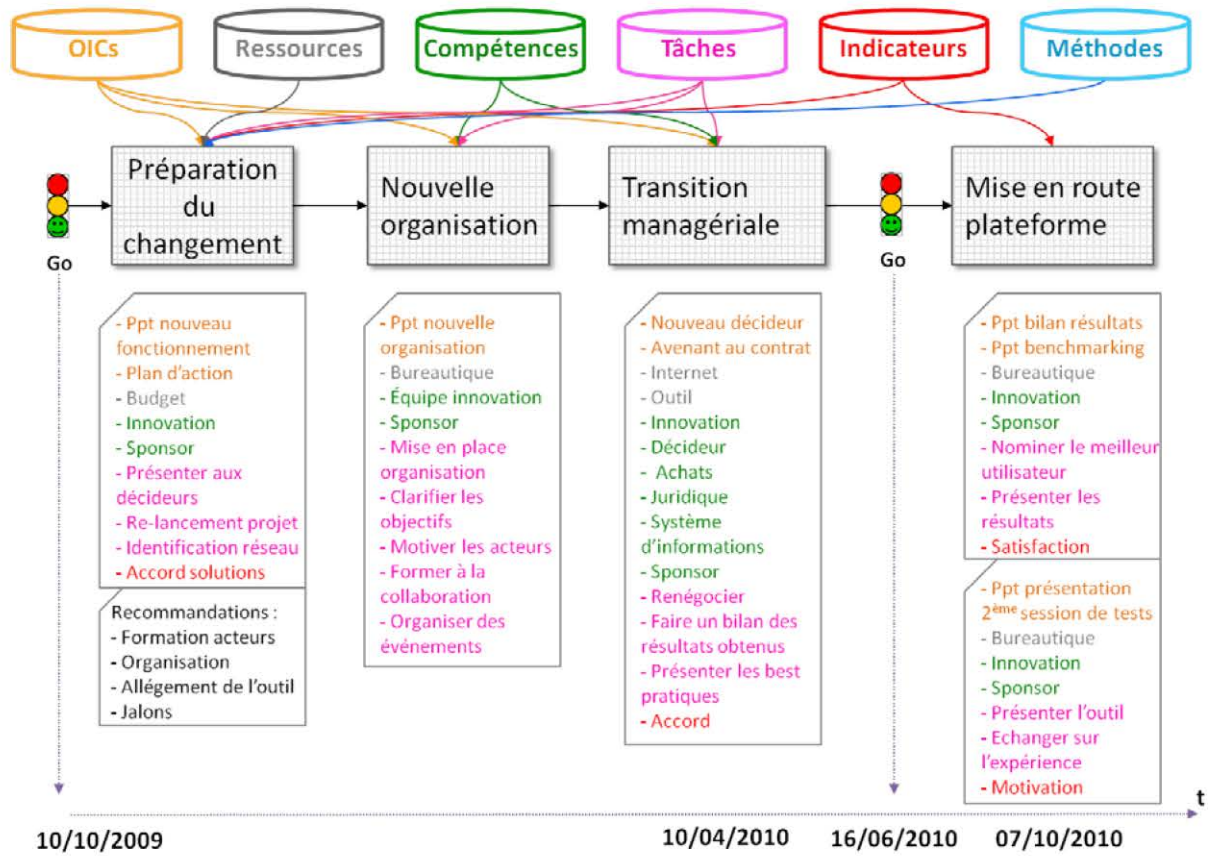 OICs
Ressources
Compétences
Tâches
Indicateurs
Méthodes
Préparation
du
changement
Nouvelle
organisation
Transition
managériale
Mise en route
plateforme
Go
Go
- Ppt nouveau
fonctionnement
- Plan d'action
- Budget
- Innovation
- Sponsor
- Présenter aux
décideurs
- Re-lancement projet
- Identification réseau
- Accord solutions
Recommandations :
- Formation acteurs
- Organisation
- Allégement de l'outil
- Jalons
- Ppt nouvelle
organisation
- Bureautique
- Équipe innovation
- Sponsor
- Mise en place
organisation
- Clarifier les
objectifs
- Motiver les acteurs
- Former à la
collaboration
- Organiser des
événements
- Nouveau décideur
- Avenant au contrat
- Internet
- Outil
- Innovation
- Décideur
- Achats
- Juridique
- Système
d'informations
- Sponsor
- Renégocier
- Faire un bilan des
résultats obtenus
- Présenter les best
pratiques
- Accord
- Ppt bilan résultats
- Ppt benchmarking
- Bureautique
- Innovation
- Sponsor
- Nominer le meilleur
utilisateur
- Présenter les
résultats
- Satisfaction
- Ppt présentation
2ème session de tests
- Bureautique
- Innovation
- Sponsor
- Présenter l'outil
- Echanger sur
l'expérience
- Motivation
t
10/10/2009
10/04/2010
16/06/2010
07/10/2010